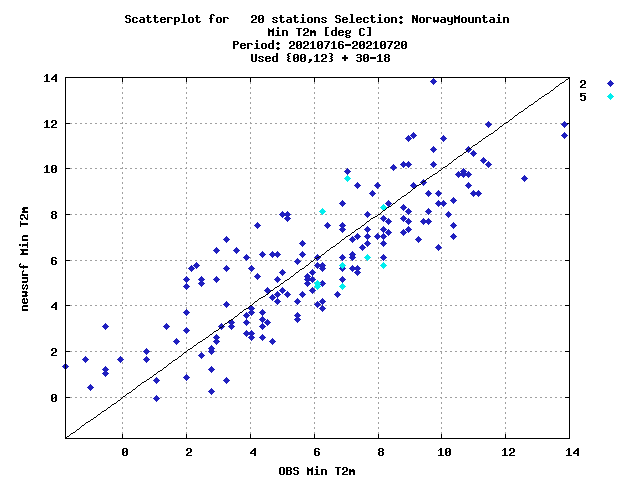 Scatterplot for 20 stations Selection: NorwayMountain
Min T2m [deg C]
Period: 20210716-20210720
Used {00,12} + 30-18
2
5
newsurf Min T2m
14
12
10
8
6
4
2
0
0 2 4 6 8 10 12 14
OBS Min T2m